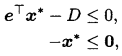 e⊤x* − D ≤ 0,
−x* ≤ 0,